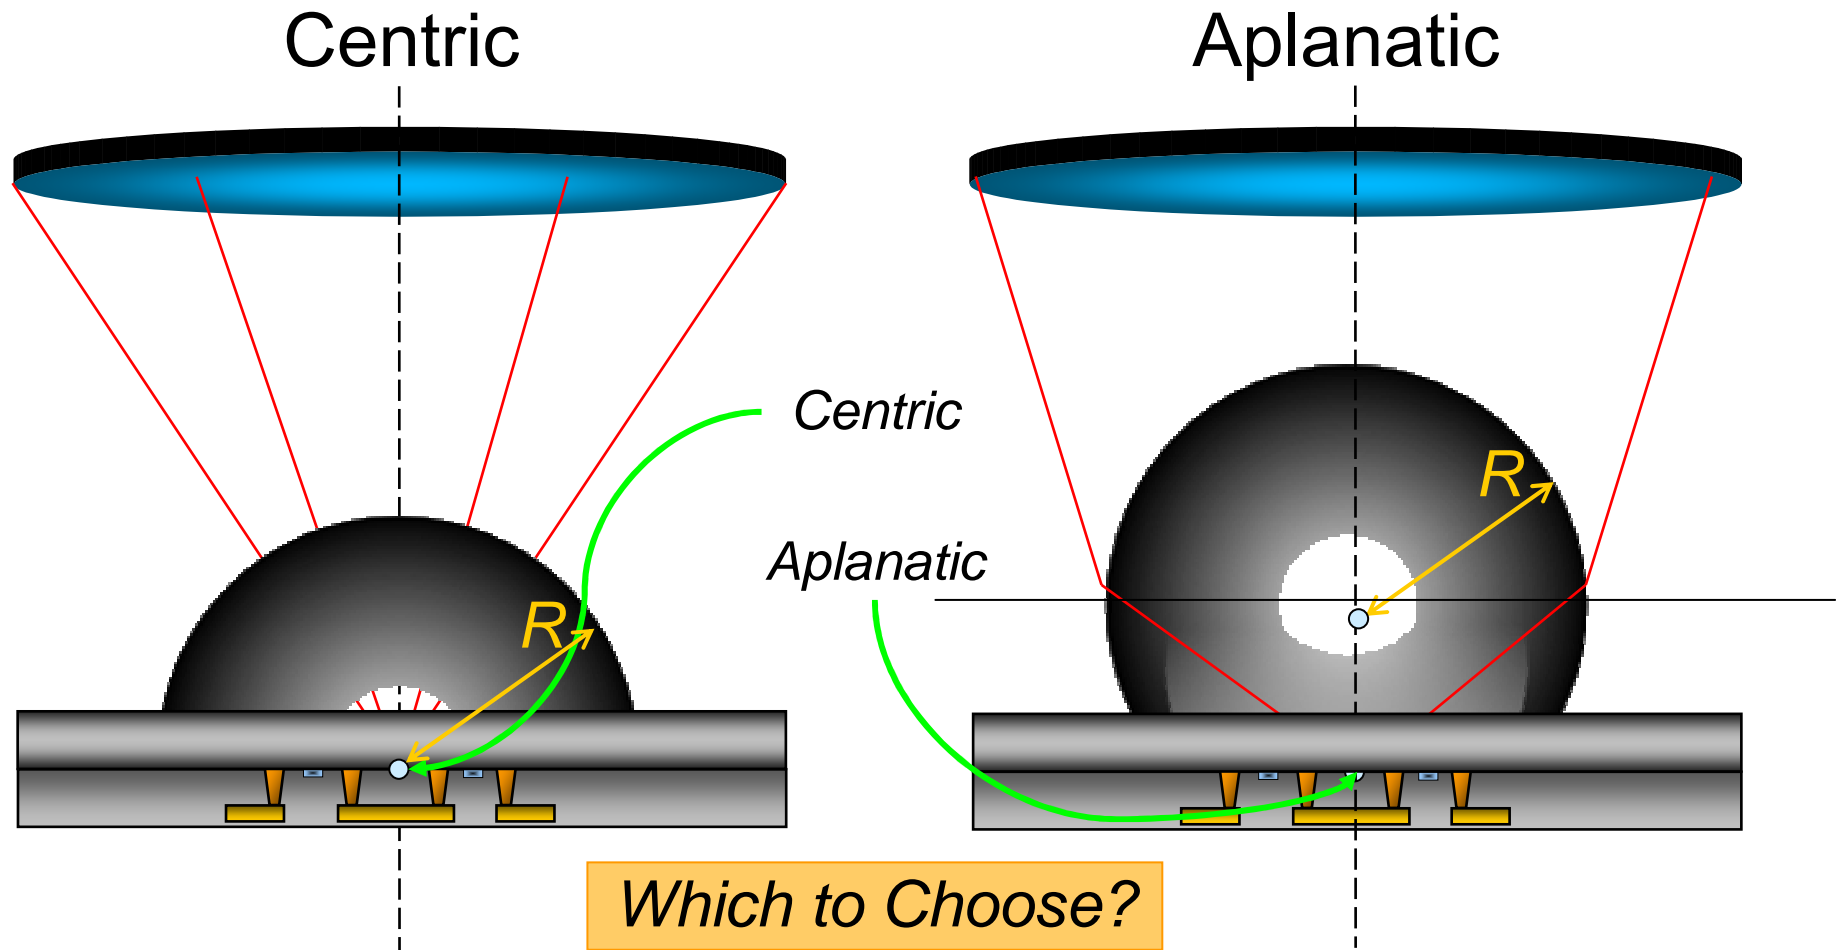 Centric
Aplanatic
Centric
R
Aplanatic
R
Which to Choose?